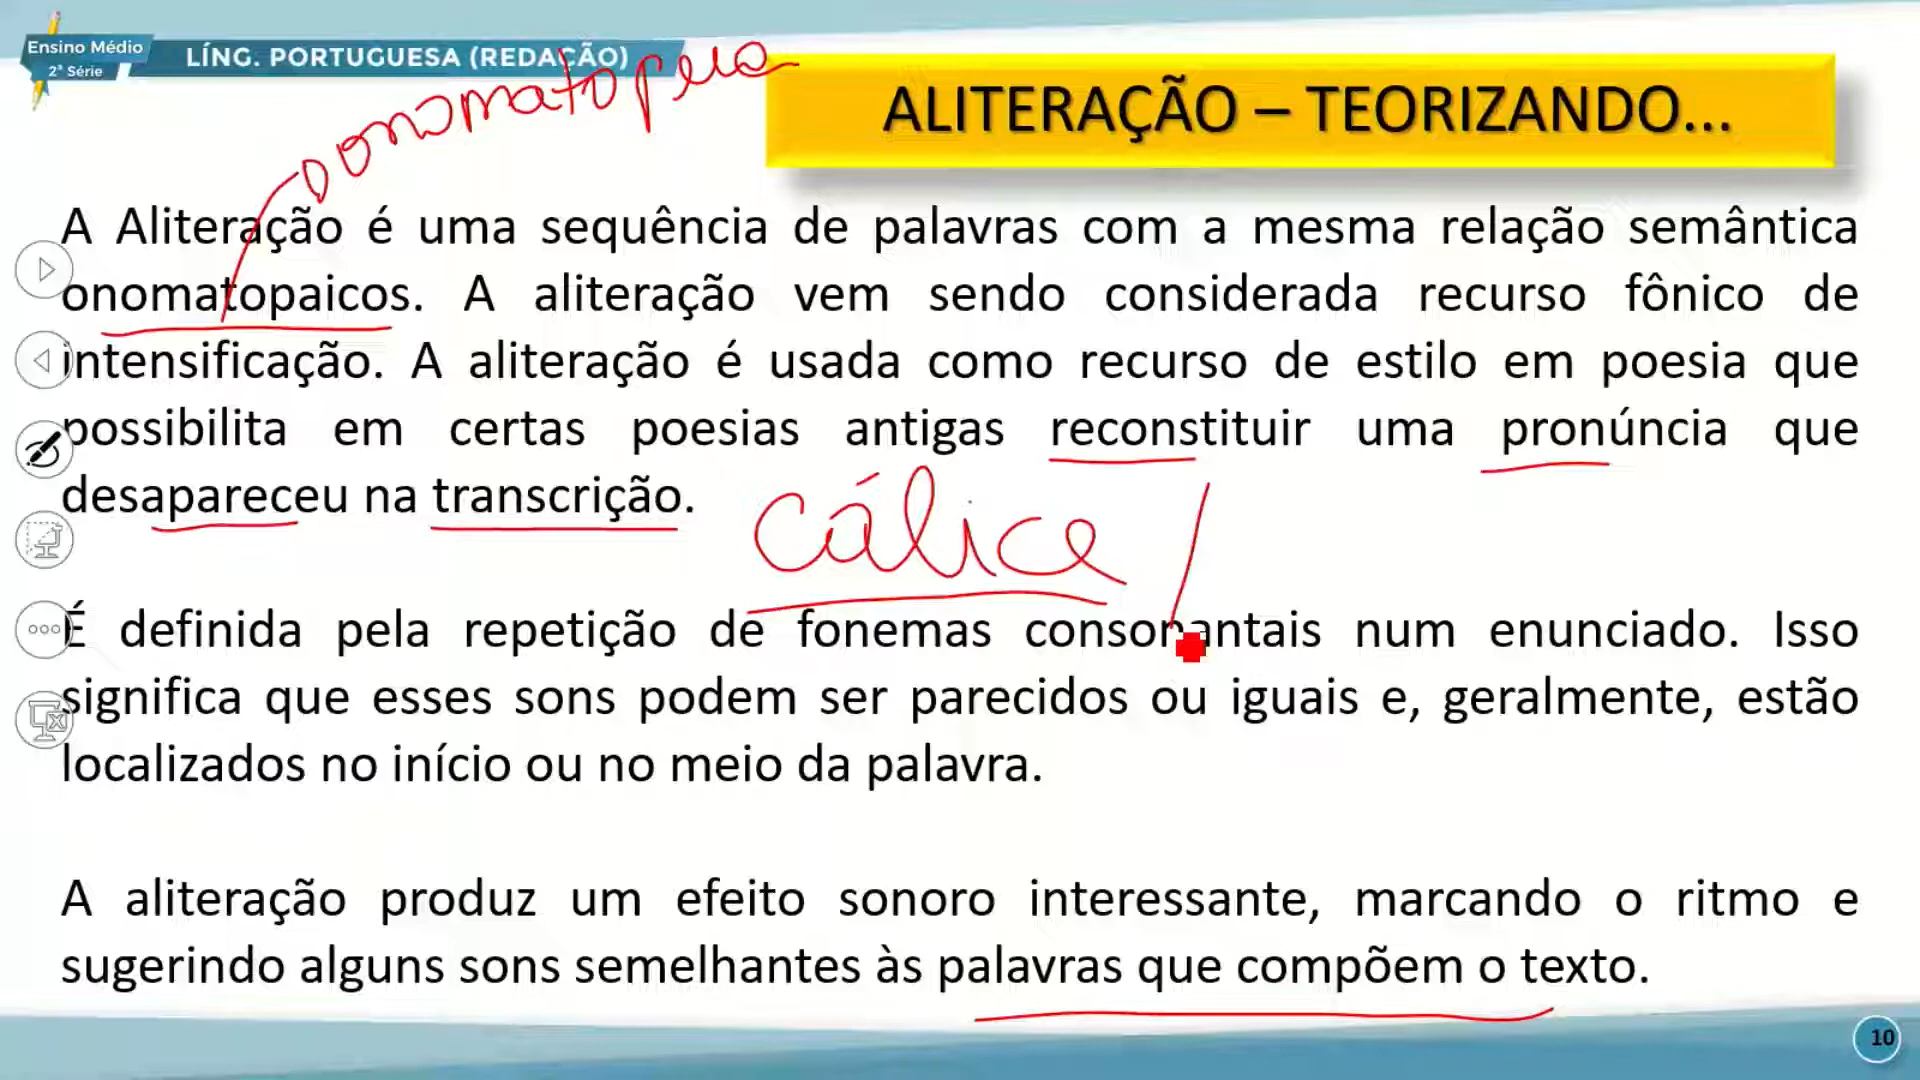 Ensino Médio
2ª Série
LÍNG. PORTUGUESA (REDAÇÃO)
onomatopeia
ALITERAÇÃO – TEORIZANDO...
A Aliteração é uma sequência de palavras com a mesma relação semântica
onomatopaicos. A aliteração vem sendo considerada recurso fônico de
intensificação. A aliteração é usada como recurso de estilo em poesia que
possibilita em certas poesias antigas reconstituir uma pronúncia que
desapareceu na transcrição.
cálice /
É definida pela repetição de fonemas consonantais num enunciado. Isso
significa que esses sons podem ser parecidos ou iguais e, geralmente, estão
localizados no início ou no meio da palavra.
A aliteração produz um efeito sonoro interessante, marcando o ritmo e
sugerindo alguns sons semelhantes às palavras que compõem o texto.
10